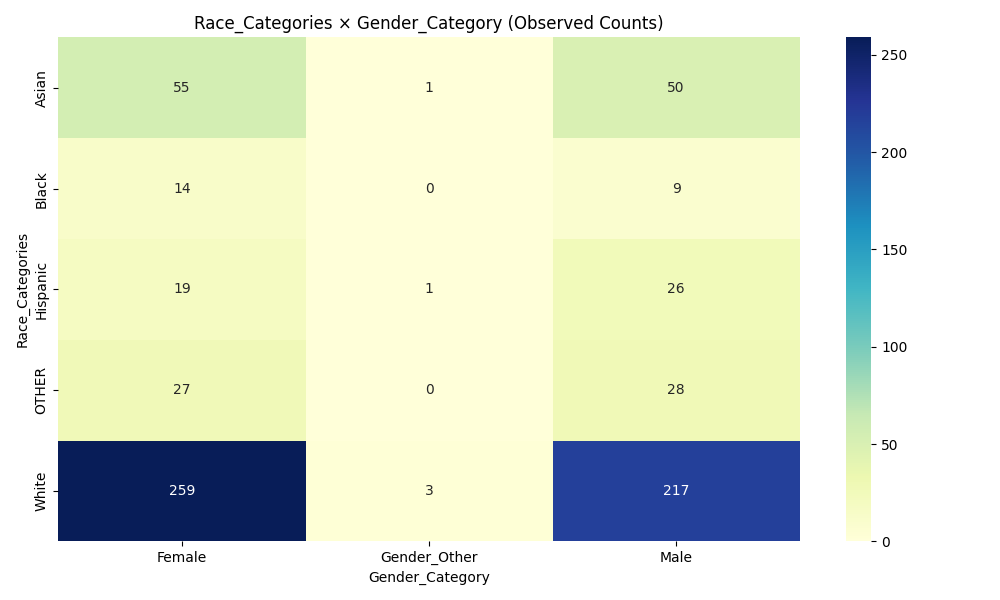 Race_Categories × Gender_Category (Observed Counts)
Race_Categories
Asian
55
1
50
Black
14
0
9
Hispanic
19
1
26
OTHER
27
0
28
White
259
3
217
Female
Gender_Other
Male
Gender_Category
250
200
150
100
50
0